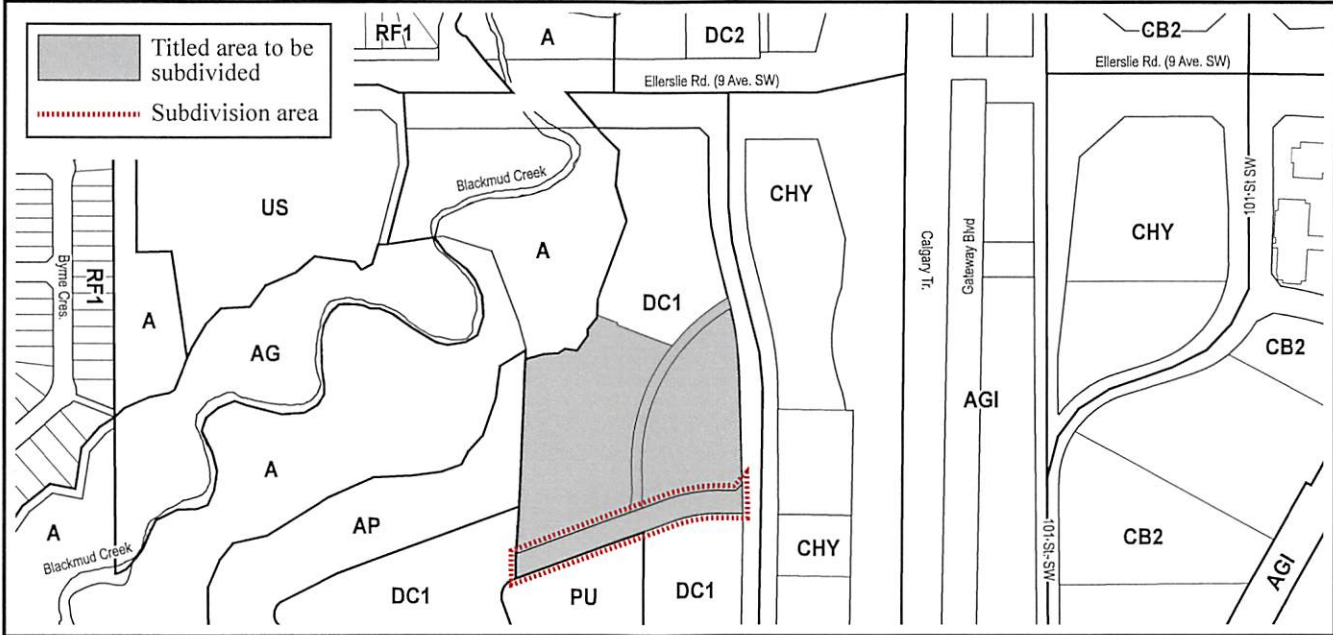 Titled area to be
subdivided
Subdivision area
RF1
A
DC2
CB2
Ellerslie Rd. (9 Ave. SW)
Ellerslie Rd. (9 Ave. SW)
Blackmud Creek
US
CHY
101 St SW
CHY
Byrne Cres.
RF1
A
A
Calgary Tr.
Gateway Blvd
DC1
AG
CB2
AGI
A
AP
A
CHY
101 St SW
CB2
Blackmud Creek
AGI
DC1
PU
DC1